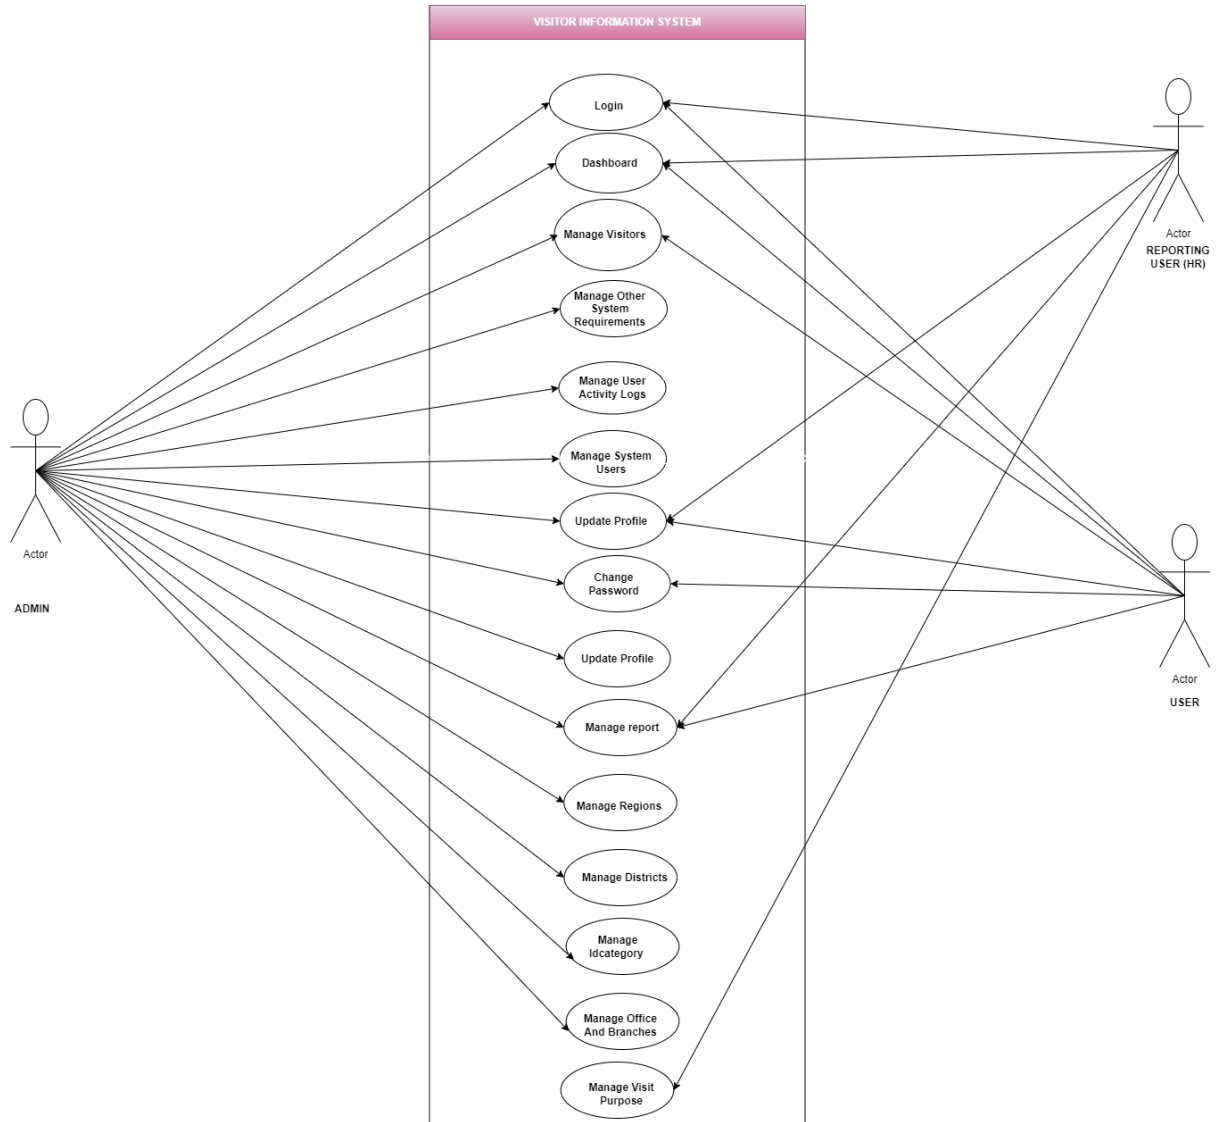 VISITOR INFORMATION SYSTEM
Login
Dashboard
Manage Visitors
Manage Other
System
Requirements
Manage User
Activity Logs
Manage System
Users
Update Profile
Change
Password
Update Profile
Manage report
Manage Regions
Manage Districts
Manage
Idcategory
Manage Office
And Branches
Manage Visit
Purpose
Actor
ADMIN
Actor
REPORTING
USER (HR)
Actor
USER